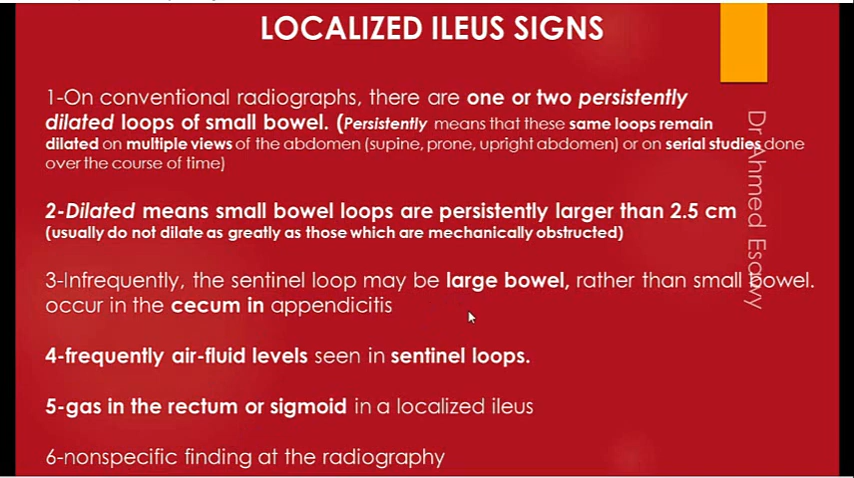 LOCALIZED ILEUS SIGNS
1-On conventional radiographs, there are one or two persistently
dilated loops of small bowel. (Persistently means that these same loops remain
dilated on multiple views of the abdomen (supine, prone, upright abdomen) or on serial studies done
over the course of time)
2-Dilated means small bowel loops are persistently larger than 2.5 cm
(usually do not dilate as greatly as those which are mechanically obstructed)
3-Infrequently, the sentinel loop may be large bowel, rather than small bowel.
occur in the cecum in appendicitis
4-frequently air-fluid levels seen in sentinel loops.
5-gas in the rectum or sigmoid in a localized ileus
6-nonspecific finding at the radiography
Dr Ahmed Esawy